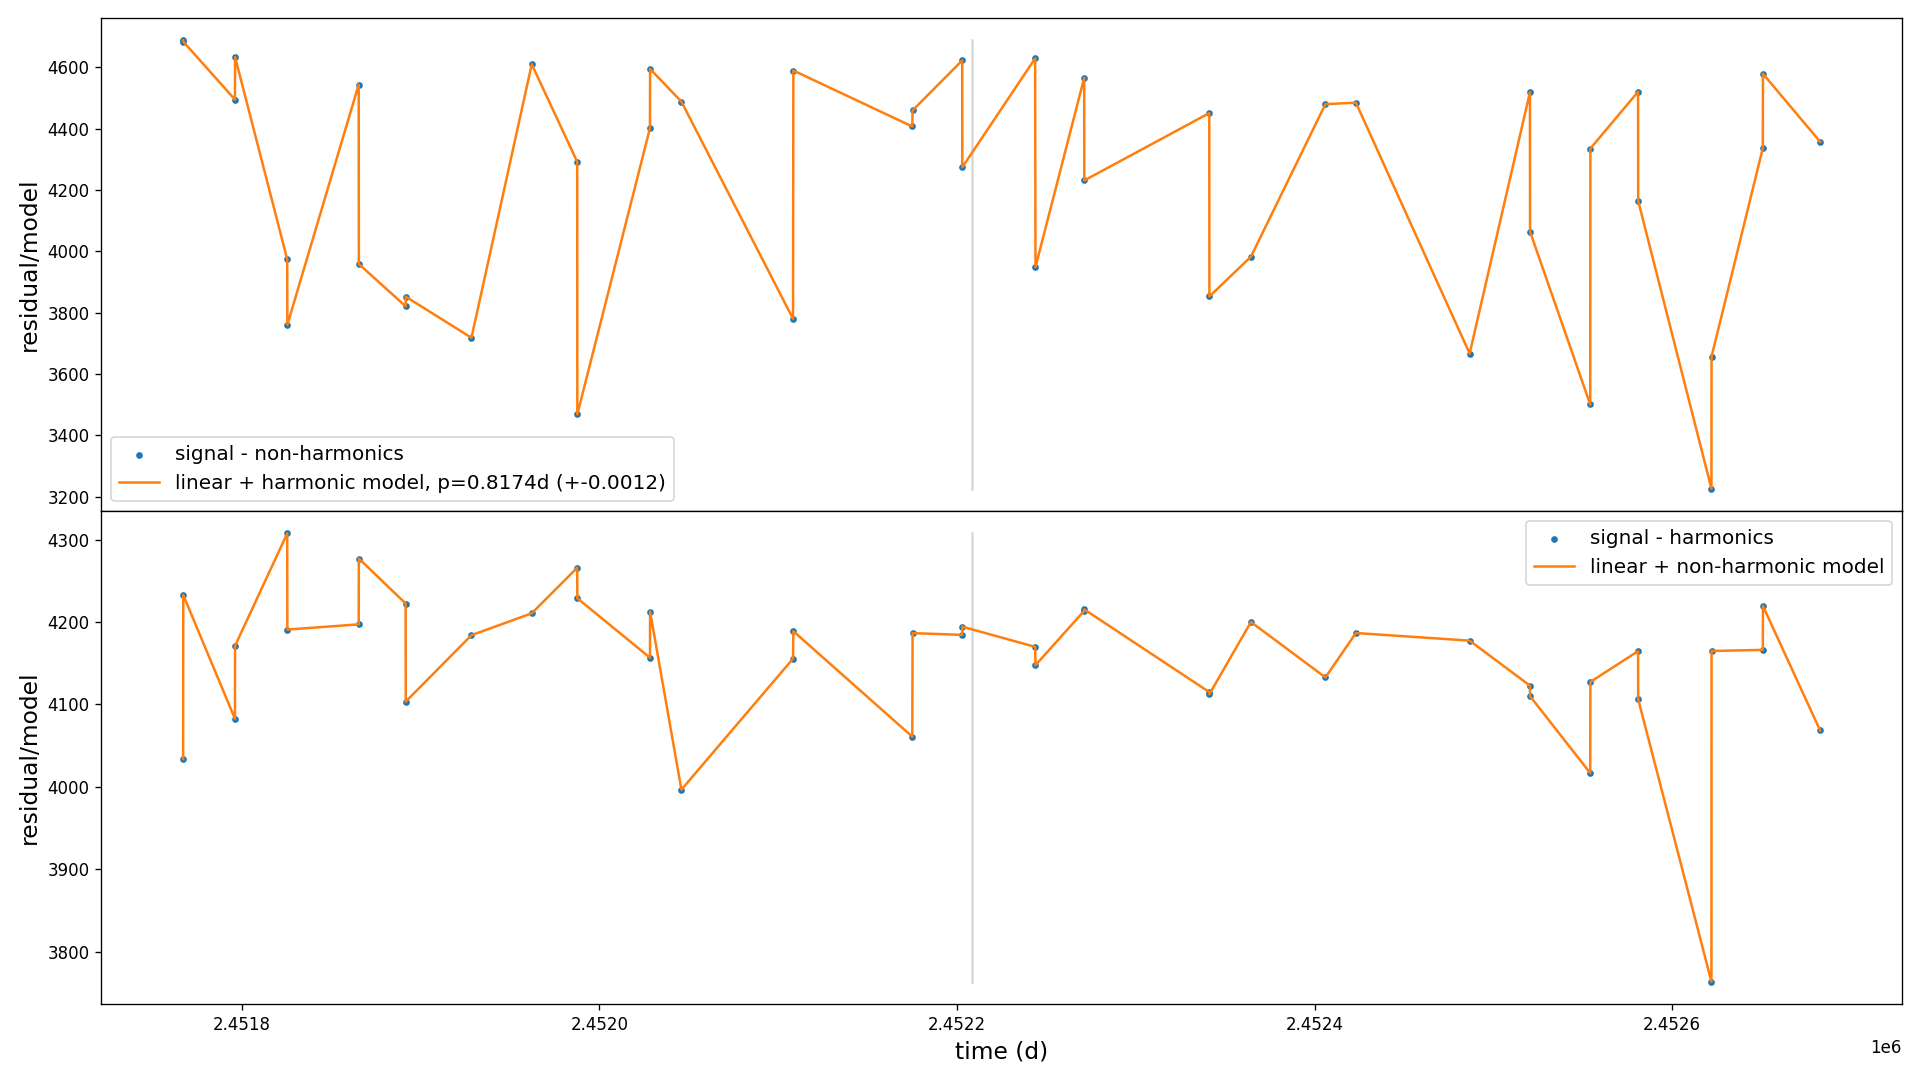 residual/model
4600
4400
4200
4000
3800
3600
3400
3200
signal - non-harmonics
linear + harmonic model, p=0.8174d (+-0.0012)
residual/model
4300
4200
4100
4000
3900
3800
signal - harmonics
linear + non-harmonic model
2.4518 2.4520 2.4522 2.4524 2.4526
time (d)
1e6